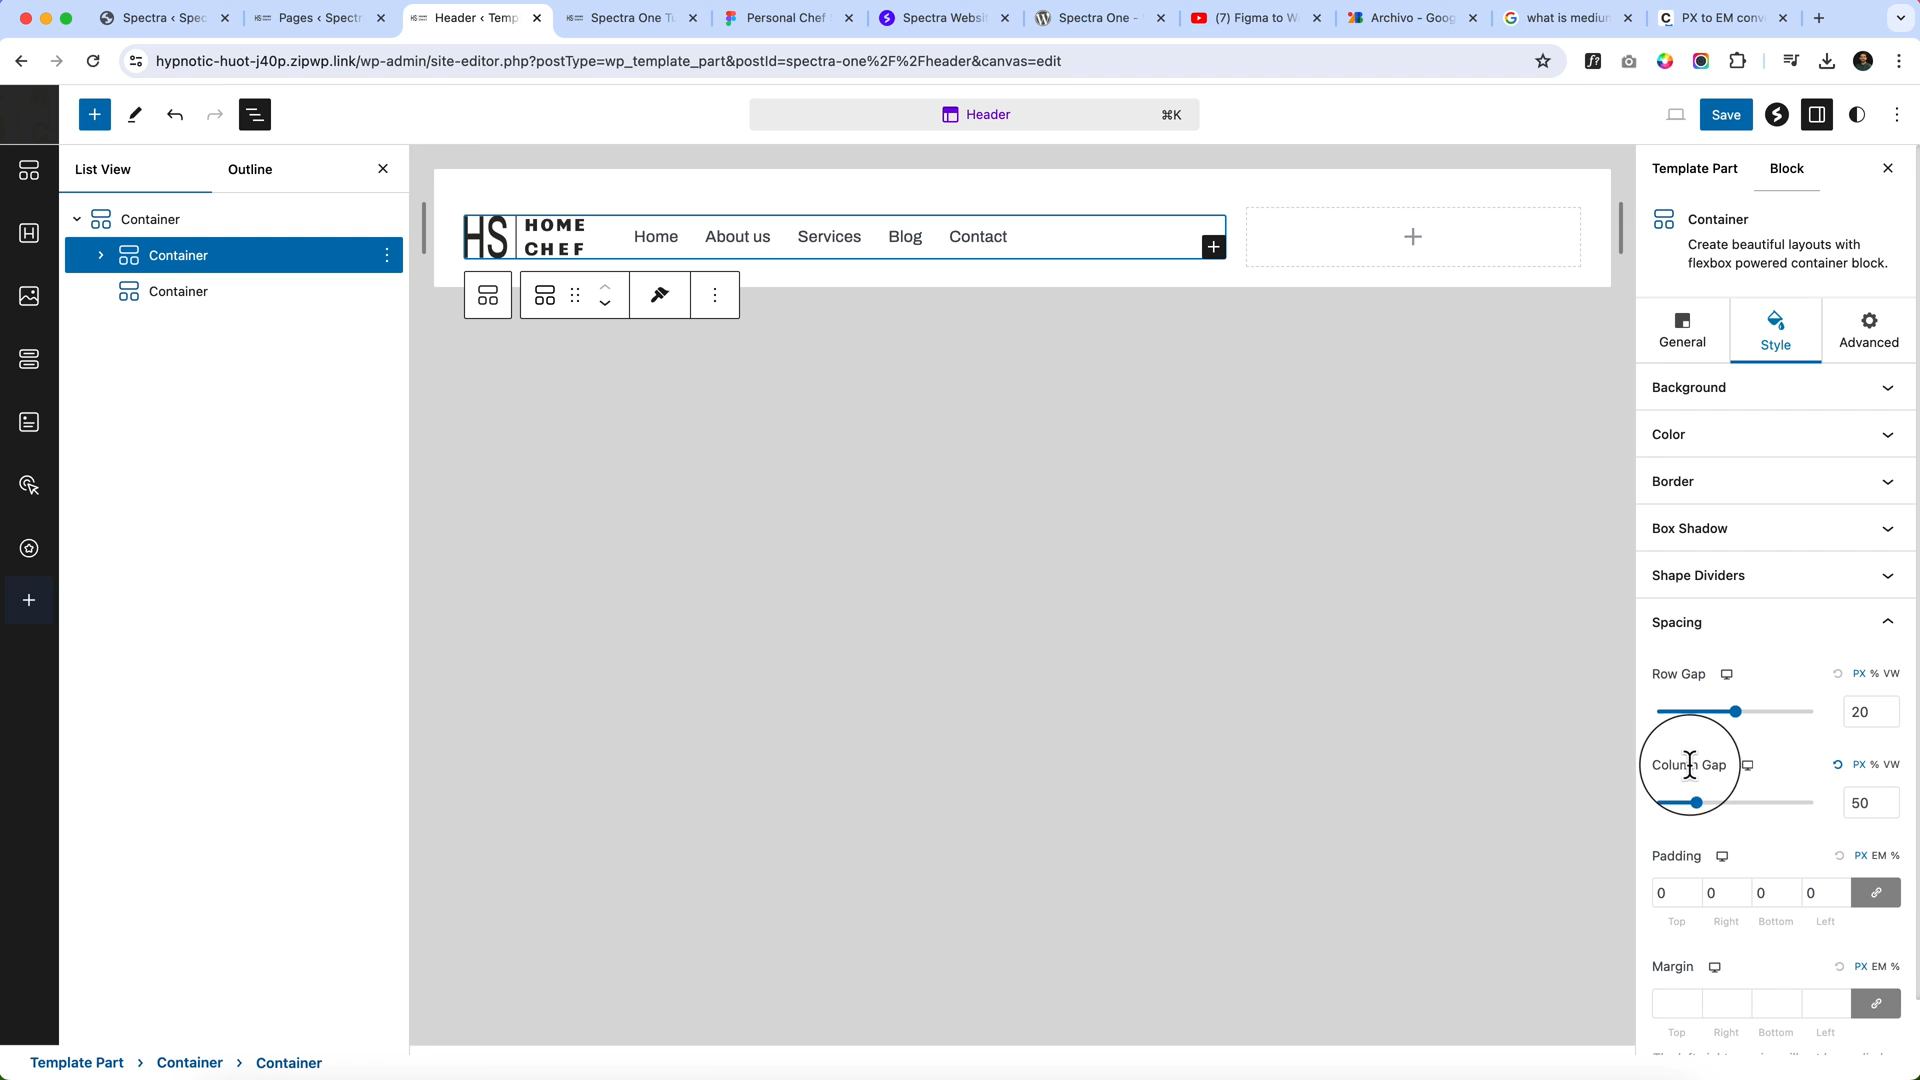 Spectra ‹ Spec
Pages ‹ Spectr
Header ‹ Temp
Spectra One Tu
Personal Chef
Spectra Websi
Spectra One -
(7) Figma to W
Archivo - Goog
what is mediun
PX to EM conv
hypnotic-huot-j40p.zipwp.link/wp-admin/site-editor.php?postType=wp_template_part&postId=spectra-one%2F%2Fheader&canvas=edit
Header
⌘K
Save
List View
Outline
Container
Container
Container
HS HOME CHEF
Home
About us
Services
Blog
Contact
Template Part
Block
Container
Create beautiful layouts with
flexbox powered container block.
General
Style
Advanced
Background
Color
Border
Box Shadow
Shape Dividers
Spacing
Row Gap
PX % VW
20
Column Gap
PX % VW
50
Padding
PX EM %
0 0 0 0
Top Right Bottom Left
Margin
PX EM %
Top Right Bottom Left
Template Part › Container › Container